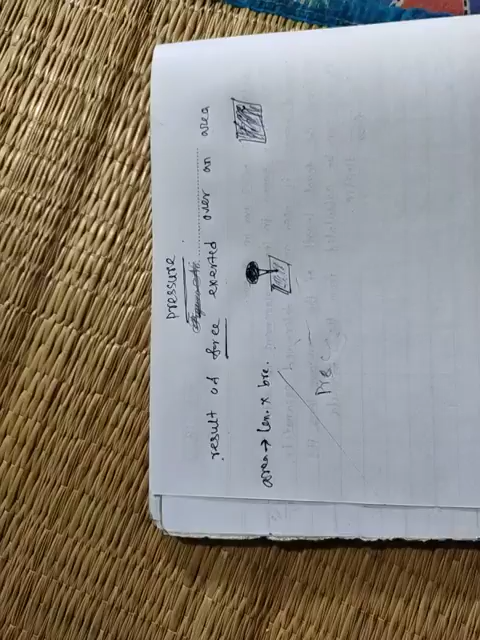 Pressure
result of force exerted over an area
area → len. x bre.
Pre